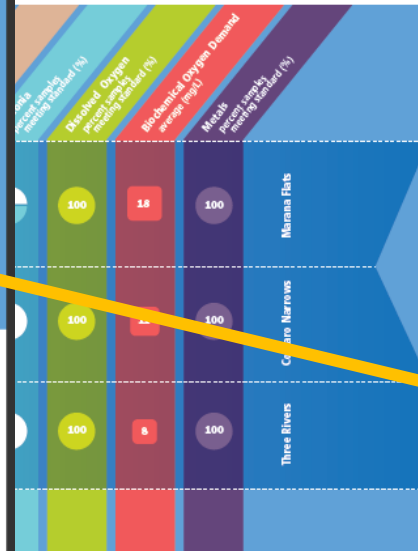 percent samples
meeting standard (%)
Dissolved Oxygen
percent samples
meeting standard (%)
Biochemical Oxygen Demand
average (mg/L)
Metals
percent samples
meeting standard (%)
100
18
100
Marana Flats
100
100
Narrows
100
8
100
Three Rivers